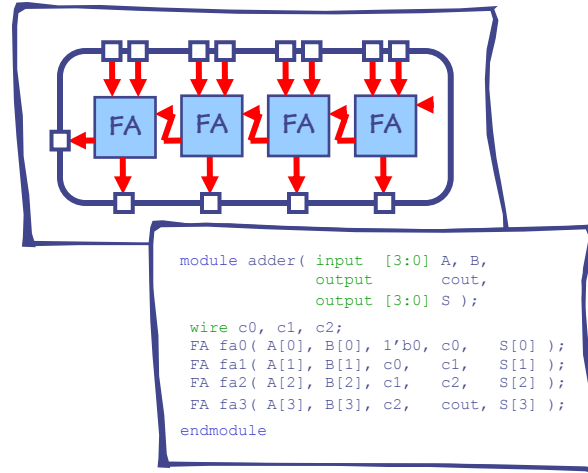 FA FA FA FA
module adder( input [3:0] A, B,
output cout,
output [3:0] S );
wire c0, c1, c2;
FA fa0( A[0], B[0], 1’b0, c0, S[0] );
FA fa1( A[1], B[1], c0, c1, S[1] );
FA fa2( A[2], B[2], c1, c2, S[2] );
FA fa3( A[3], B[3], c2, cout, S[3] );
endmodule